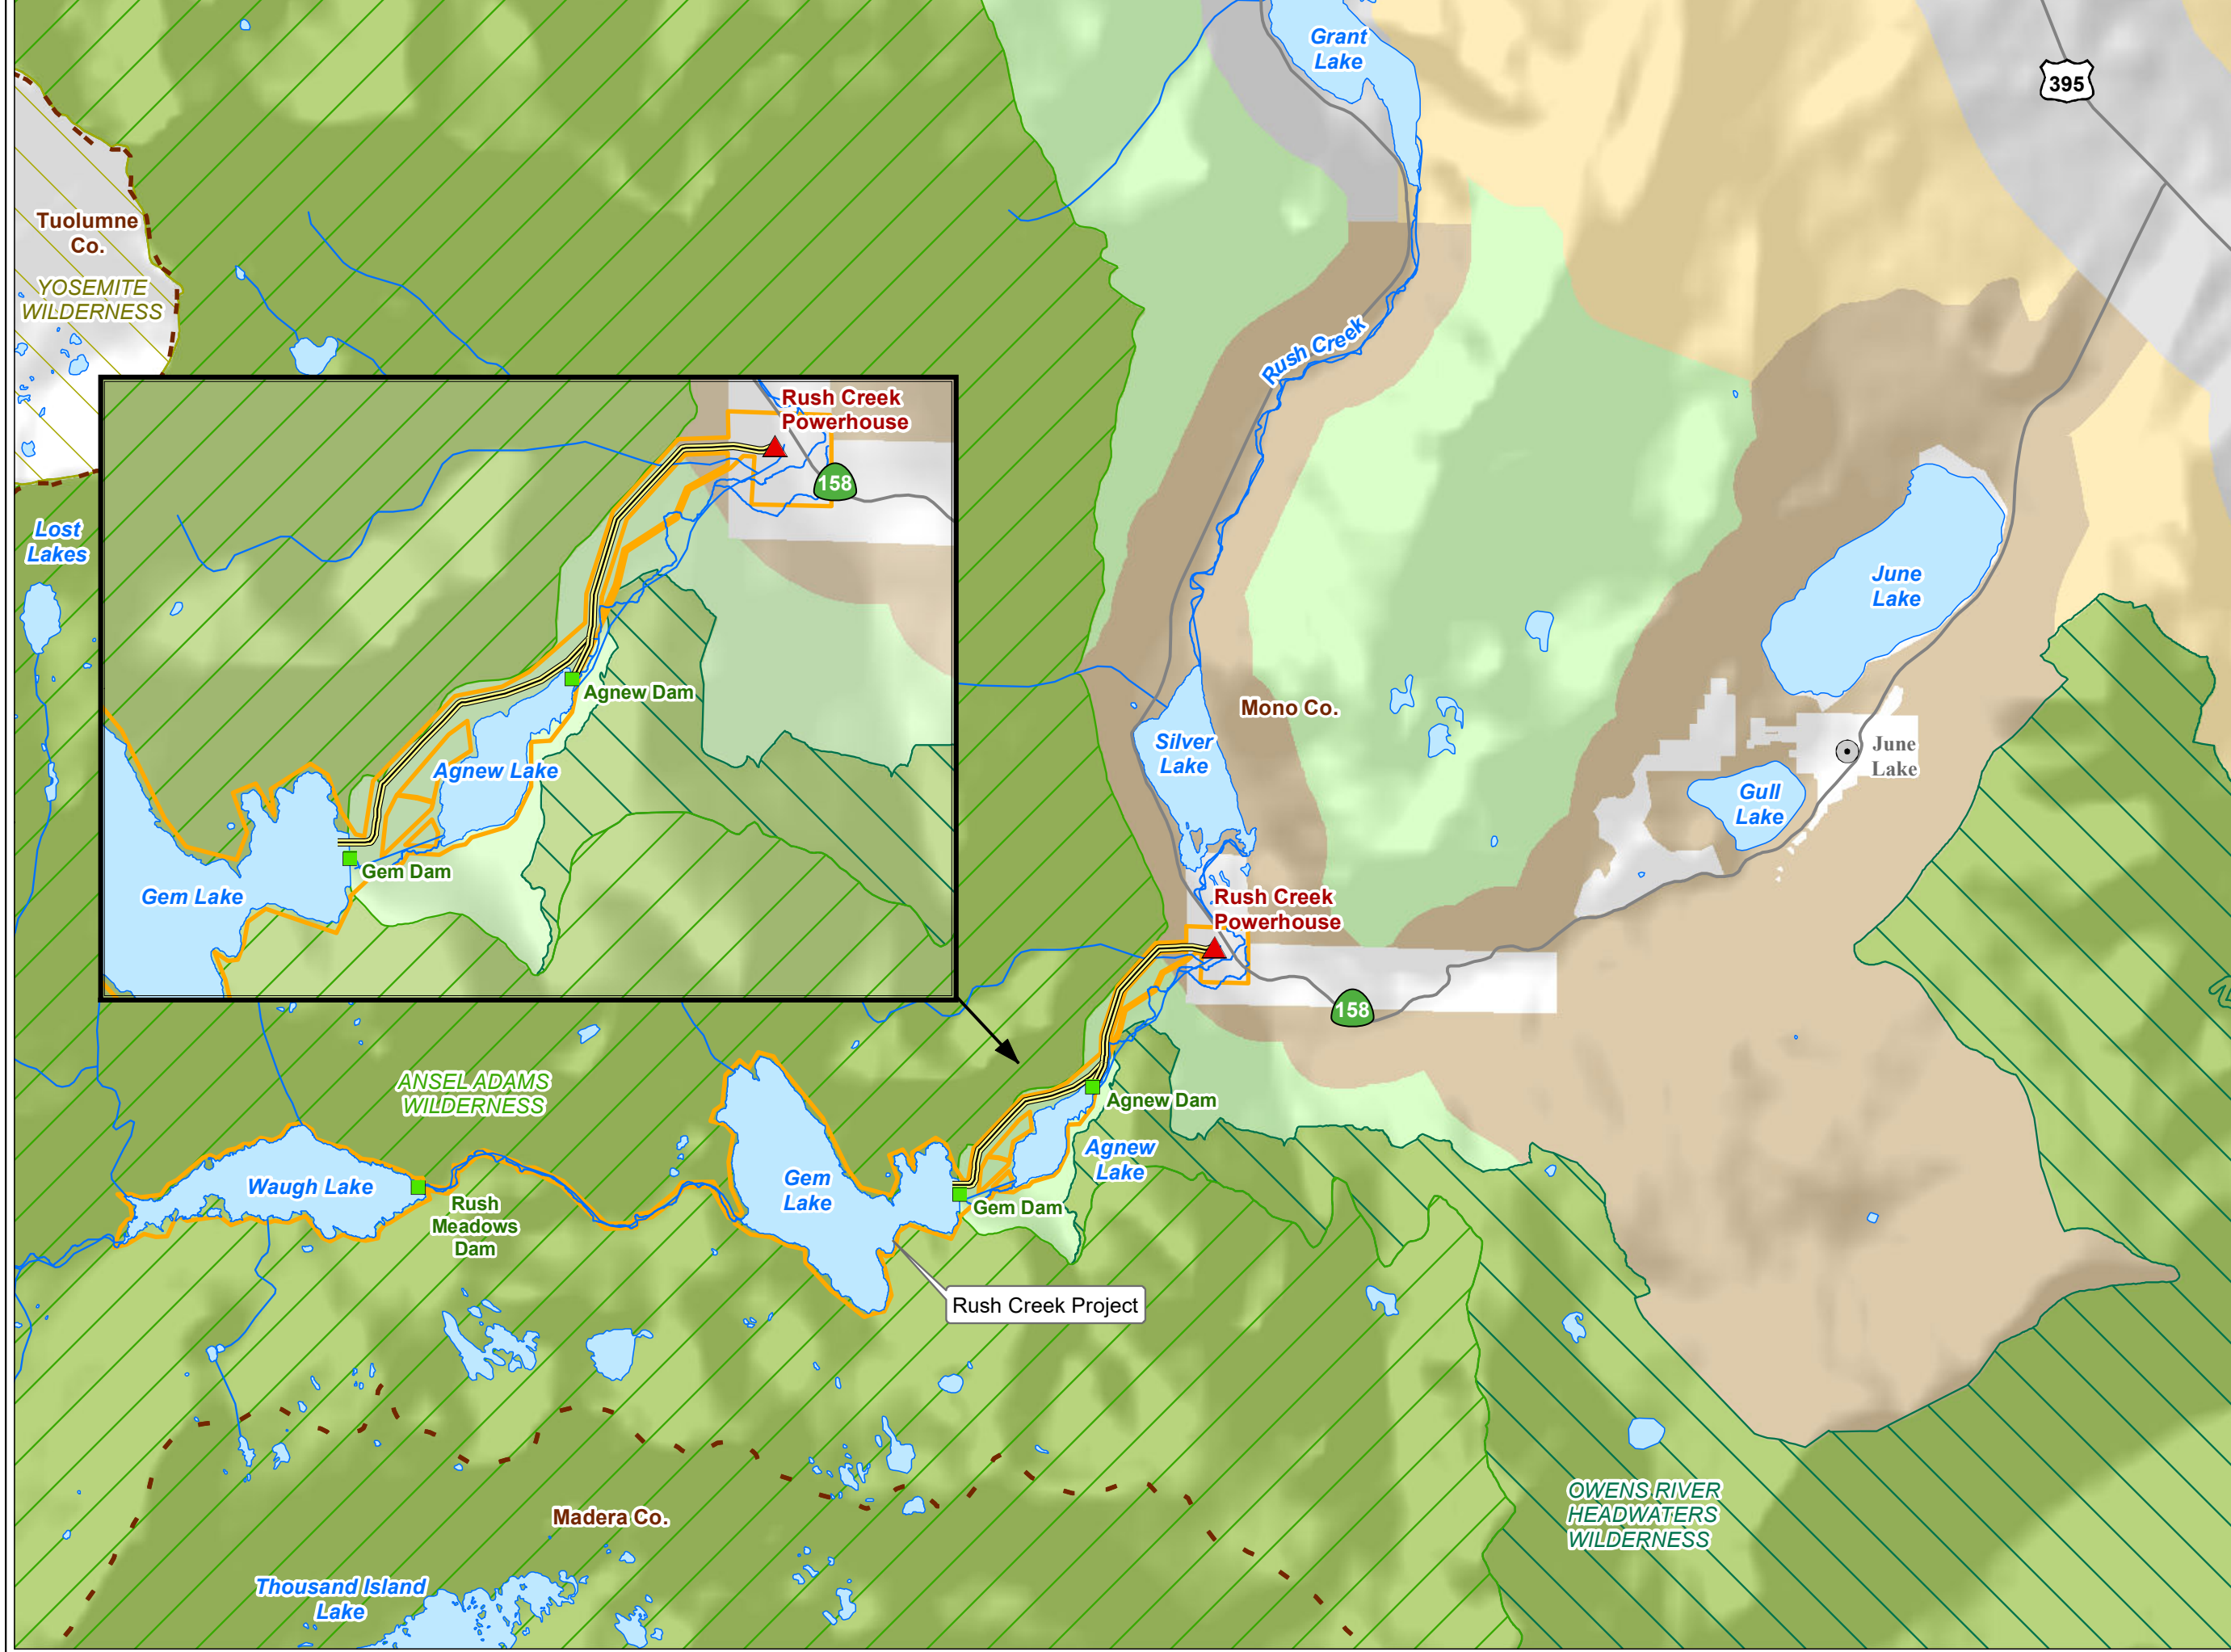 Grant
Lake
395
Tuolumne
Co.
YOSEMITE
WILDERNESS
Rush Creek
Lost
Lakes
Rush Creek
Powerhouse
158
Agnew Dam
Agnew Lake
Gem Dam
Gem Lake
June
Lake
Mono Co.
Silver
Lake
June
Lake
Gull
Lake
Rush Creek
Powerhouse
158
ANSEL ADAMS
WILDERNESS
Agnew Dam
Agnew
Lake
Waugh Lake
Gem
Lake
Gem Dam
Rush
Meadows
Dam
Rush Creek Project
OWENS RIVER
HEADWATERS
WILDERNESS
Madera Co.
Thousand Island
Lake